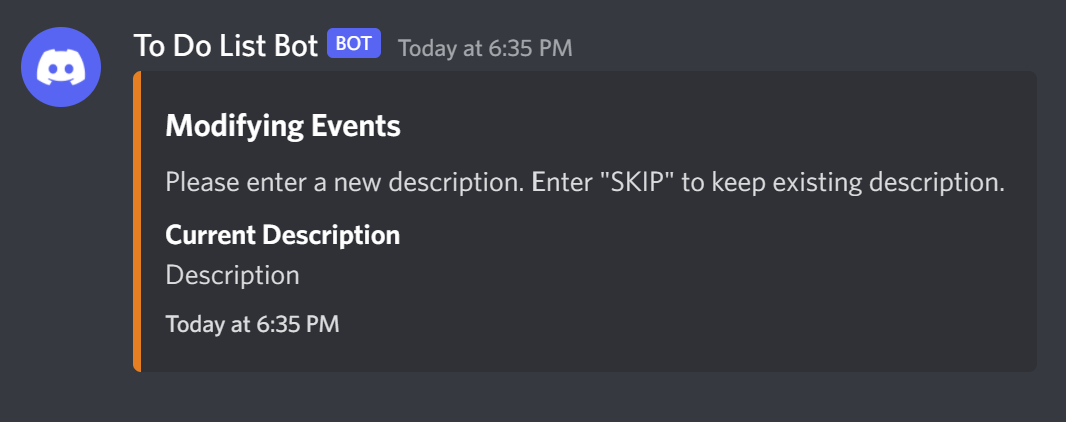 To Do List Bot BOT Today at 6:35 PM
Modifying Events
Please enter a new description. Enter "SKIP" to keep existing description.
Current Description
Description
Today at 6:35 PM